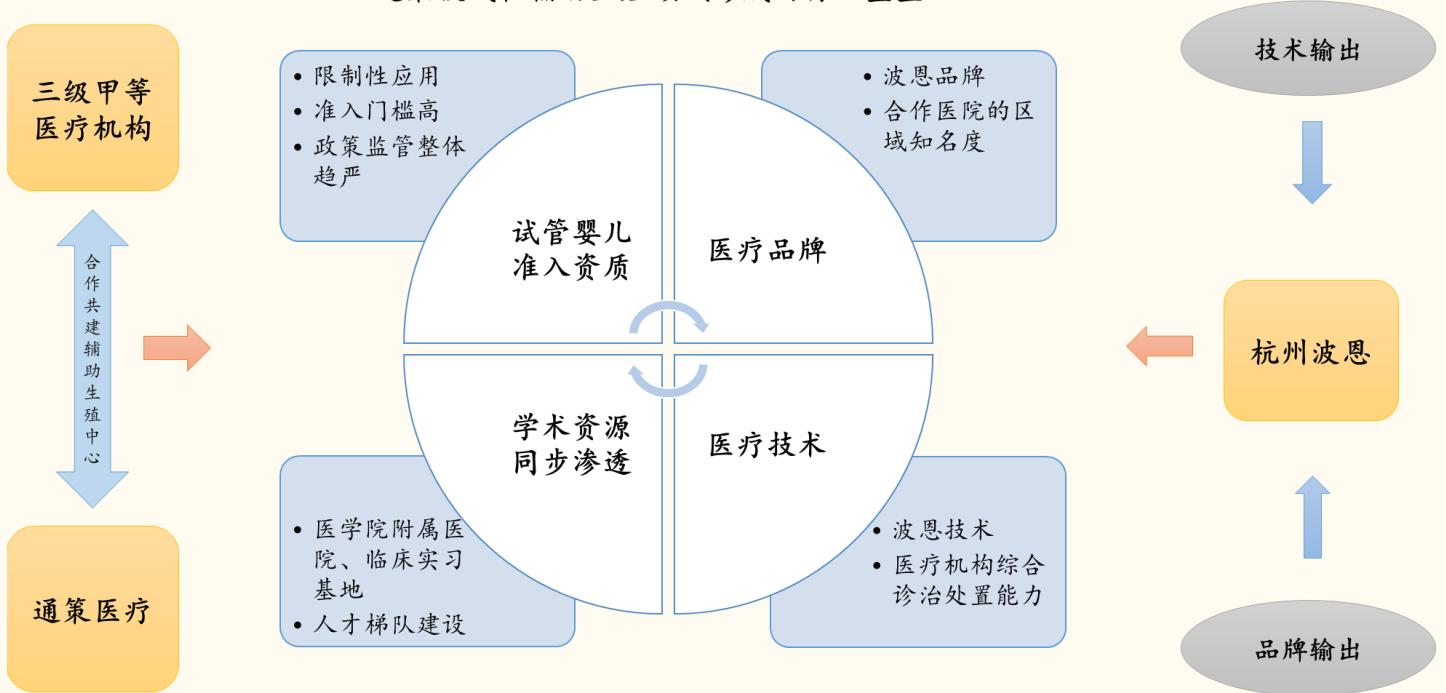 三级甲等
医疗机构
合作共建辅助生殖中心
通策医疗
• 限制性应用
• 准入门槛高
• 政策监管整体
趋严
• 波恩品牌
• 合作医院的区
域知名度
试管婴儿
准入资质
医疗品牌
学术资源
同步渗透
医疗技术
• 医学院附属医
院、临床实习
基地
• 人才梯队建设
• 波恩技术
• 医疗机构综合
诊治处置能力
技术输出
杭州波恩
品牌输出